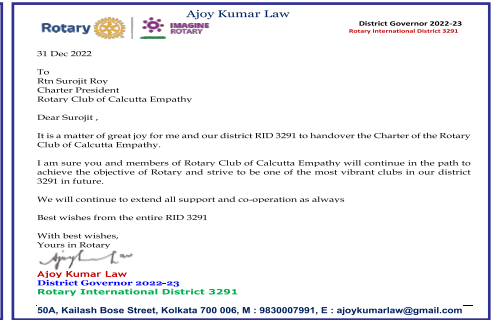 Ajoy Kumar Law
Rotary
IMAGINE
ROTARY
District Governor 2022-23
Rotary International District 3291
31 Dec 2022
To
Rtn Surojit Roy
Charter President
Rotary Club of Calcutta Empathy
Dear Surojit ,
It is a matter of great joy for me and our district RID 3291 to handover the Charter of the Rotary
Club of Calcutta Empathy.
I am sure you and members of Rotary Club of Calcutta Empathy will continue in the path to
achieve the objective of Rotary and strive to be one of the most vibrant clubs in our district
3291 in future.
We will continue to extend all support and co-operation as always
Best wishes from the entire RID 3291
With best wishes,
Yours in Rotary
Ajoy Kumar Law
District Governor 2022-23
Rotary International District 3291
50A, Kailash Bose Street, Kolkata 700 006, M : 9830007991, E : ajoykumarlaw@gmail.com